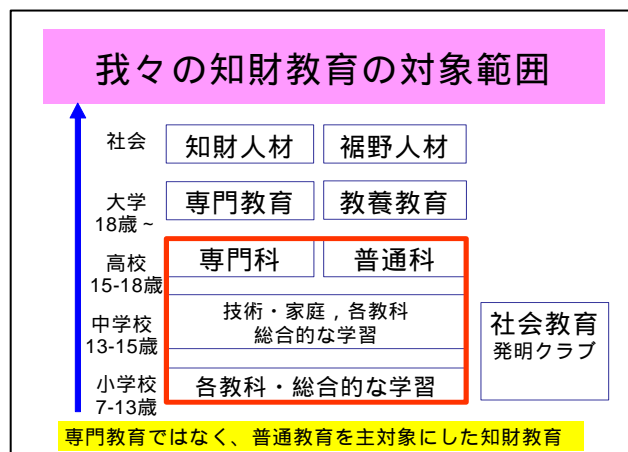 我々の知財教育の対象範囲
社会
知財人材
裾野人材
大学
18歳~
専門教育
教養教育
高校
15-18歳
専門科
普通科
中学校
13-15歳
技術・家庭，各教科
総合的な学習
小学校
7-13歳
各教科・総合的な学習
社会教育
発明クラブ
専門教育ではなく、普通教育を主対象にした知財教育